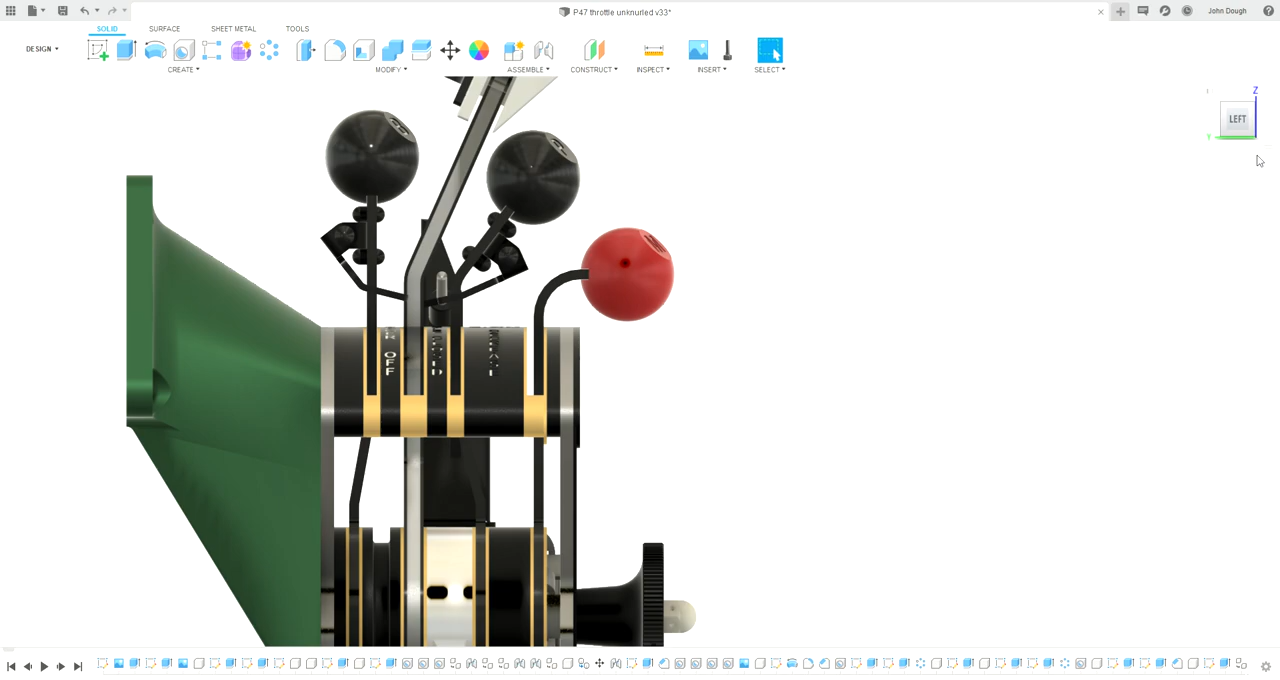 P47 throttle unknurled v33*
John Dough
SOLID SURFACE SHEET METAL TOOLS
DESIGN
CREATE MODIFY ASSEMBLE CONSTRUCT INSPECT INSERT SELECT
Z
LEFT
Y
OFF